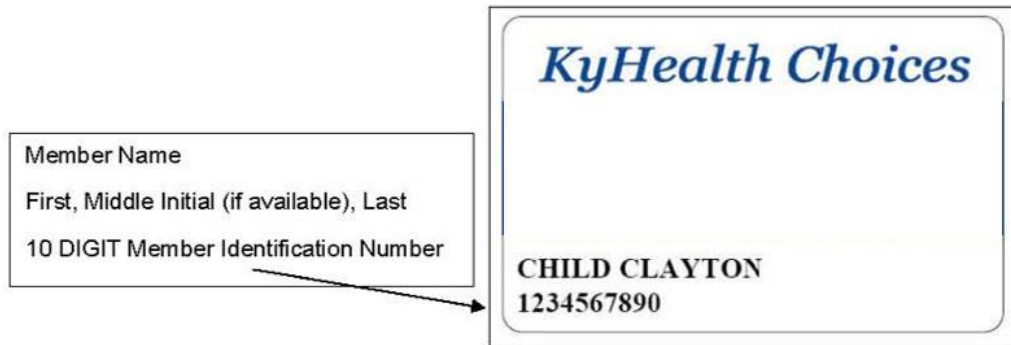 Member Name
First, Middle Initial (if available), Last
10 DIGIT Member Identification Number
KyHealth Choices
CHILD CLAYTON
1234567890